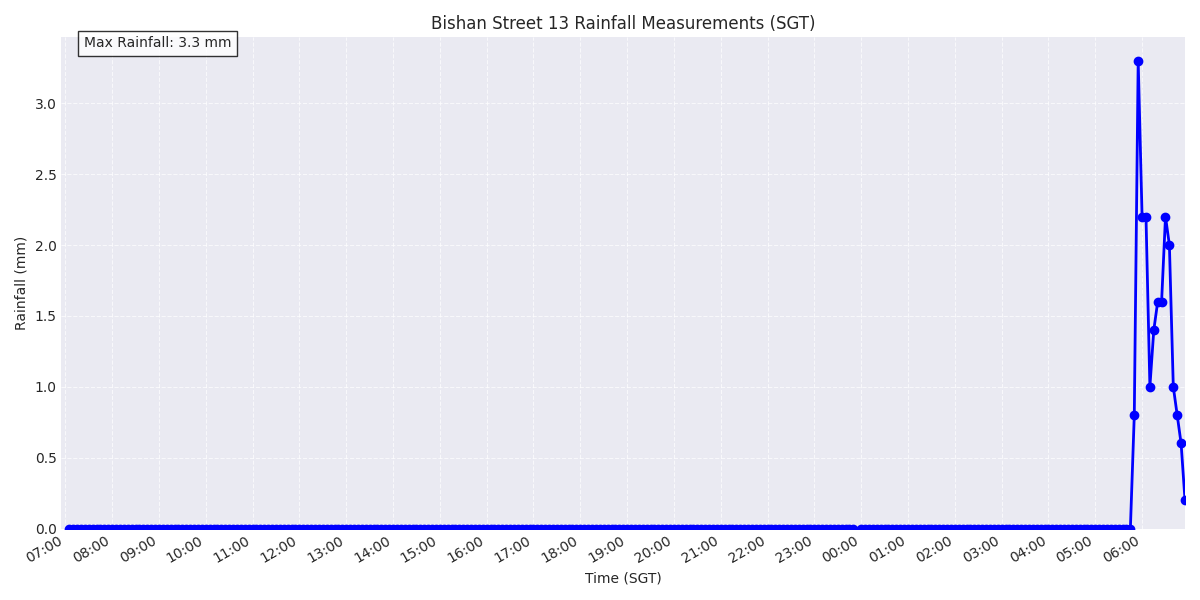 Bishan Street 13 Rainfall Measurements (SGT)
Max Rainfall: 3.3 mm
Rainfall (mm)
3.0
2.5
2.0
1.5
1.0
0.5
0.0
07:00 08:00 09:00 10:00 11:00 12:00 13:00 14:00 15:00 16:00 17:00 18:00 19:00 20:00 21:00 22:00 23:00 00:00 01:00 02:00 03:00 04:00 05:00 06:00
Time (SGT)